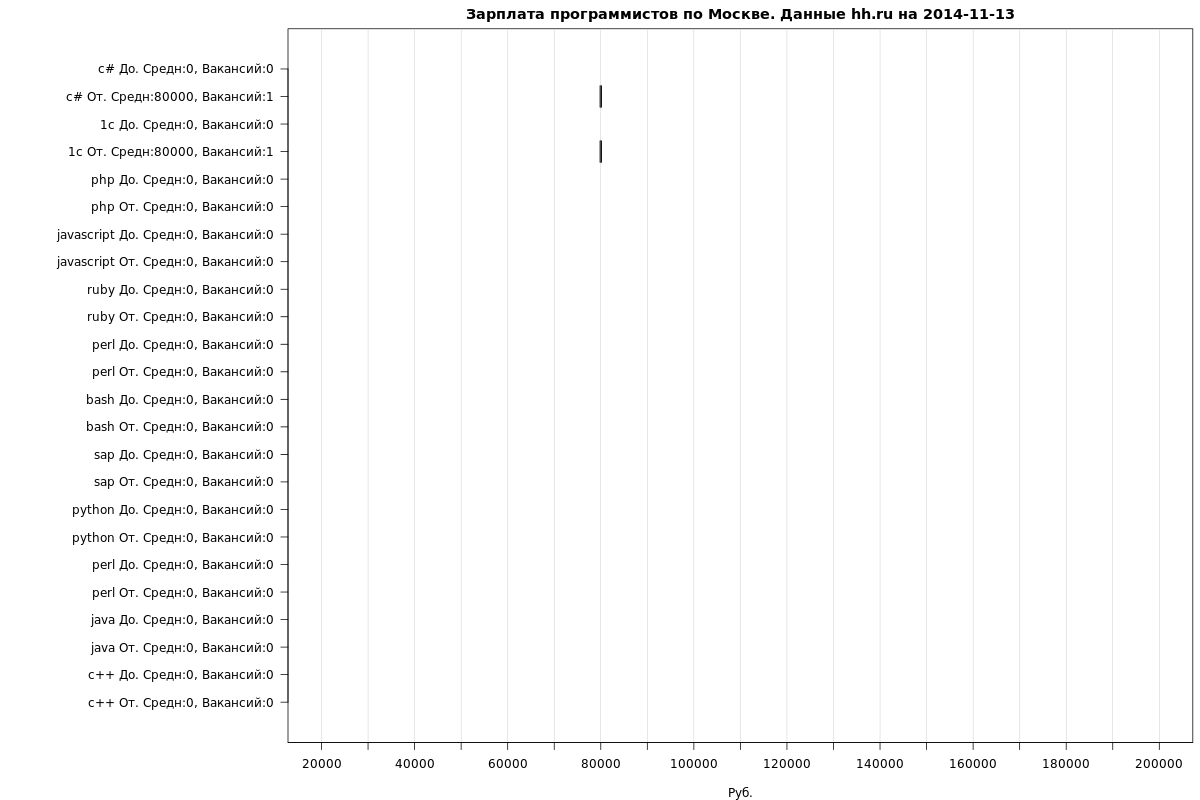 Зарплата программистов по Москве. Данные hh.ru на 2014-11-13
c# До. Средн:0, Вакансий:0
c# От. Средн:80000, Вакансий:1
1c До. Средн:0, Вакансий:0
1c От. Средн:80000, Вакансий:1
php До. Средн:0, Вакансий:0
php От. Средн:0, Вакансий:0
javascript До. Средн:0, Вакансий:0
javascript От. Средн:0, Вакансий:0
ruby До. Средн:0, Вакансий:0
ruby От. Средн:0, Вакансий:0
perl До. Средн:0, Вакансий:0
perl От. Средн:0, Вакансий:0
bash До. Средн:0, Вакансий:0
bash От. Средн:0, Вакансий:0
sap До. Средн:0, Вакансий:0
sap От. Средн:0, Вакансий:0
python До. Средн:0, Вакансий:0
python От. Средн:0, Вакансий:0
perl До. Средн:0, Вакансий:0
perl От. Средн:0, Вакансий:0
java До. Средн:0, Вакансий:0
java От. Средн:0, Вакансий:0
c++ До. Средн:0, Вакансий:0
c++ От. Средн:0, Вакансий:0
20000 40000 60000 80000 100000 120000 140000 160000 180000 200000
Руб.